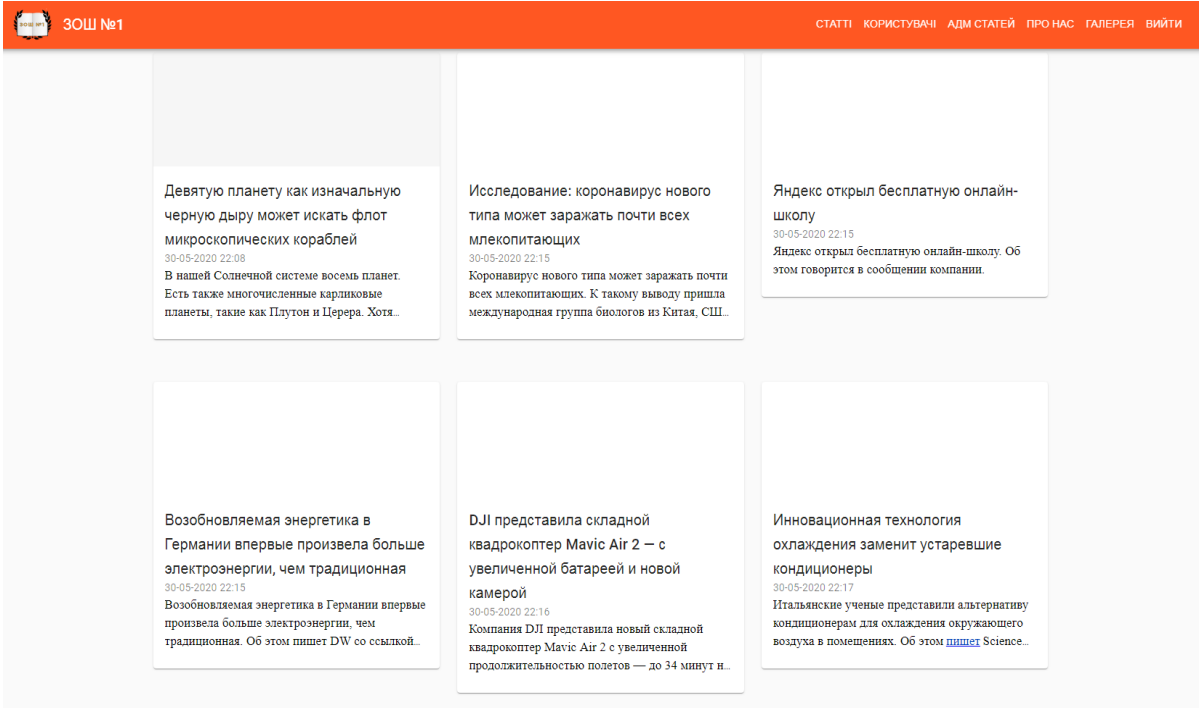 ЗОШ №1
ЗОШ №1
СТАТТІ КОРИСТУВАЧІ АДМ СТАТЕЙ ПРО НАС ГАЛЕРЕЯ ВИЙТИ
Девятую планету как изначальную
черную дыру может искать флот
микроскопических кораблей
30-05-2020 22:08
В нашей Солнечной системе восемь планет.
Есть также многочисленные карликовые
планеты, такие как Плутон и Церера. Хотя...
Исследование: коронавирус нового
типа может заражать почти всех
млекопитающих
30-05-2020 22:15
Коронавирус нового типа может заражать почти
всех млекопитающих. К такому выводу пришла
международная группа биологов из Китая, СШ...
Яндекс открыл бесплатную онлайн-
школу
30-05-2020 22:15
Яндекс открыл бесплатную онлайн-школу. Об
этом говорится в сообщении компании.
Возобновляемая энергетика в
Германии впервые произвела больше
электроэнергии, чем традиционная
30-05-2020 22:15
Возобновляемая энергетика в Германии впервые
произвела больше электроэнергии, чем
традиционная. Об этом пишет DW со ссылкой...
DJI представила складной
квадрокоптер Mavic Air 2 — с
увеличенной батареей и новой
камерой
30-05-2020 22:16
Компания DJI представила новый складной
квадрокоптер Mavic Air 2 с увеличенной
продолжительностью полетов — до 34 минут н...
Инновационная технология
охлаждения заменит устаревшие
кондиционеры
30-05-2020 22:17
Итальянские ученые представили альтернативу
кондиционерам для охлаждения окружающего
воздуха в помещениях. Об этом пишет Science...